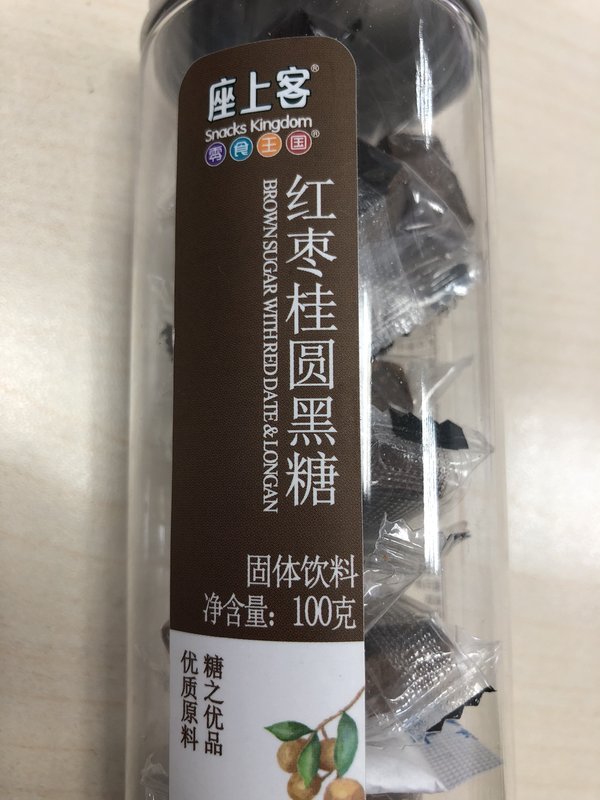 座上客®
Snacks Kingdom
零食王国®
红枣桂圆黑糖
BROWN SUGAR WITH RED DATE & LONGAN
固体饮料
净含量：100克
糖之优品
优质原料